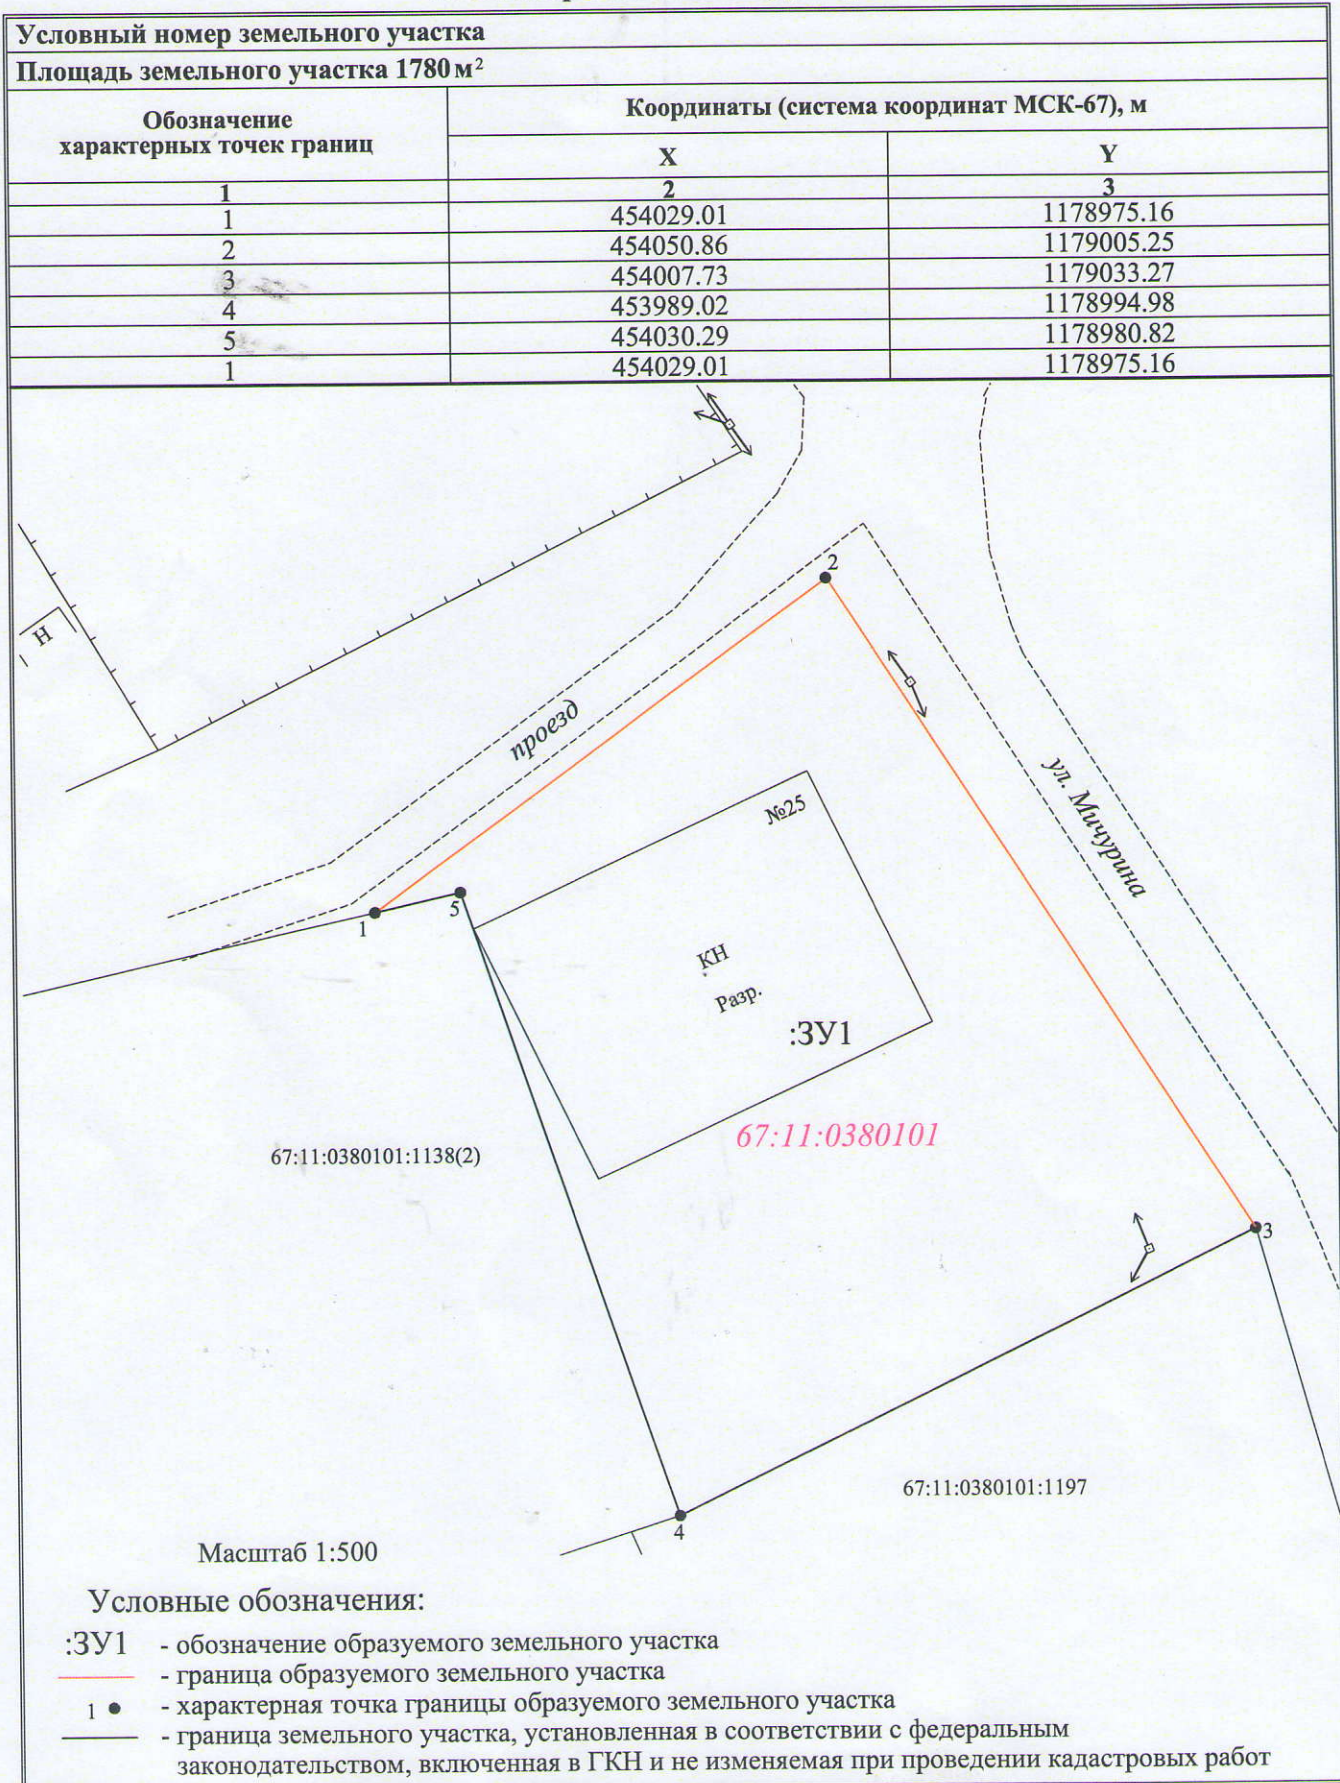 Условный номер земельного участка
Площадь земельного участка 1780 м²
Обозначение
характерных точек границ
Координаты (система координат МСК-67), м
X Y
1 2 3
1 454029.01 1178975.16
2 454050.86 1179005.25
3 454007.73 1179033.27
4 453989.02 1178994.98
5 454030.29 1178980.82
1 454029.01 1178975.16
2
Н
проезд
№25
ул. Мичурина
5
1
КН
Разр.
:ЗУ1
67:11:0380101
67:11:0380101:1138(2)
3
67:11:0380101:1197
4
Масштаб 1:500
Условные обозначения:
:ЗУ1 - обозначение образуемого земельного участка
- граница образуемого земельного участка
1 - характерная точка границы образуемого земельного участка
- граница земельного участка, установленная в соответствии с федеральным
законодательством, включенная в ГКН и не изменяемая при проведении кадастровых работ